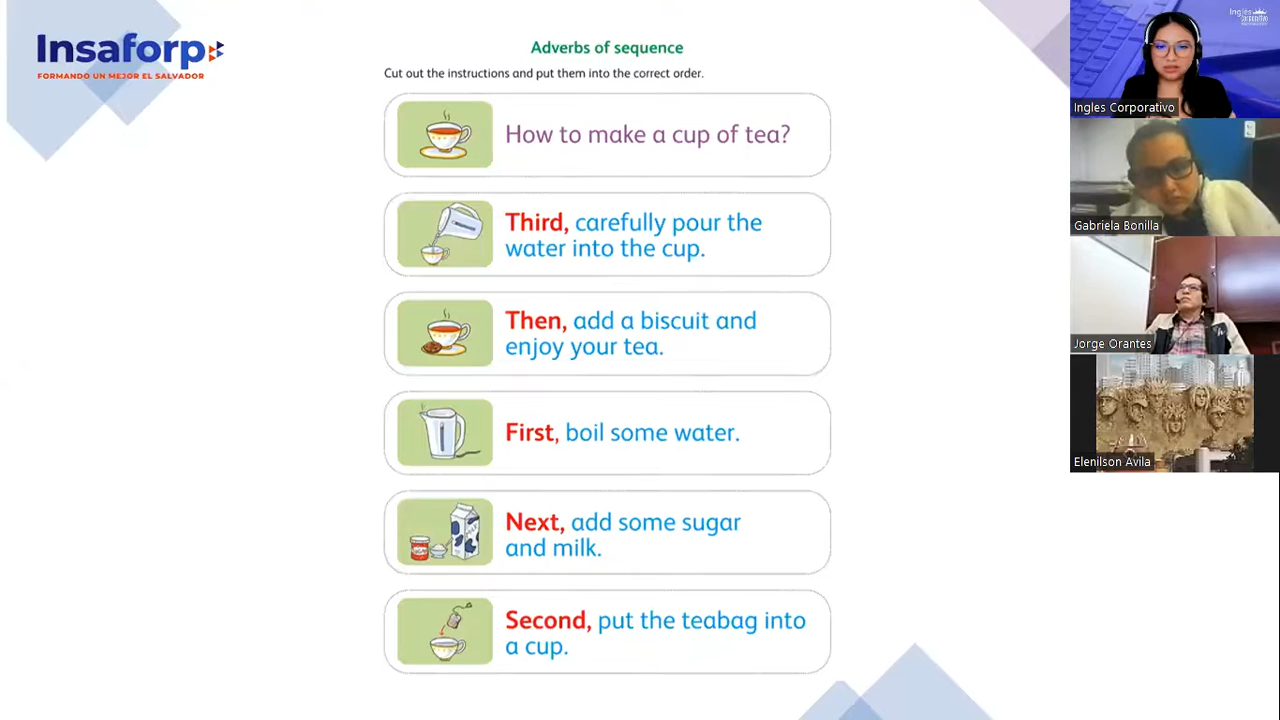 Insaforp
FORMANDO UN MEJOR EL SALVADOR
Adverbs of sequence
Cut out the instructions and put them into the correct order.
How to make a cup of tea?
Third, carefully pour the
water into the cup.
Then, add a biscuit and
enjoy your tea.
First, boil some water.
Next, add some sugar
and milk.
Second, put the teabag into
a cup.
Ingles
Ingles Corporativo
Gabriela Bonilla
Jorge Orantes
Elenilson Avila